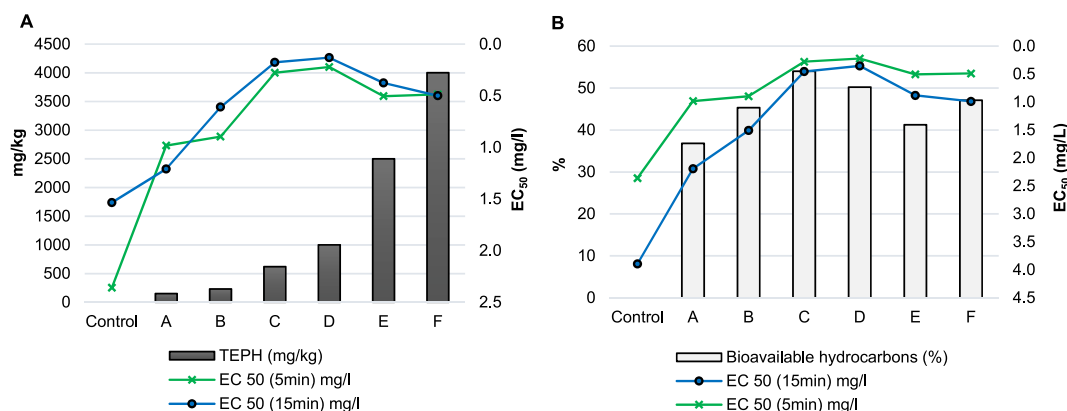 A
mg/kg
4500
4000
3500
3000
2500
2000
1500
1000
500
0
0.0
0.5
1.0
1.5
2.0
2.5
EC50 (mg/l)
Control A B C D E F
TEPH (mg/kg)
EC 50 (5min) mg/l
EC 50 (15min) mg/l
B
%
60
50
40
30
20
10
0
0.0
0.5
1.0
1.5
2.0
2.5
3.0
3.5
4.0
4.5
EC50 (mg/L)
Control A B C D E F
Bioavailable hydrocarbons (%)
EC 50 (15min) mg/l
EC 50 (5min) mg/l